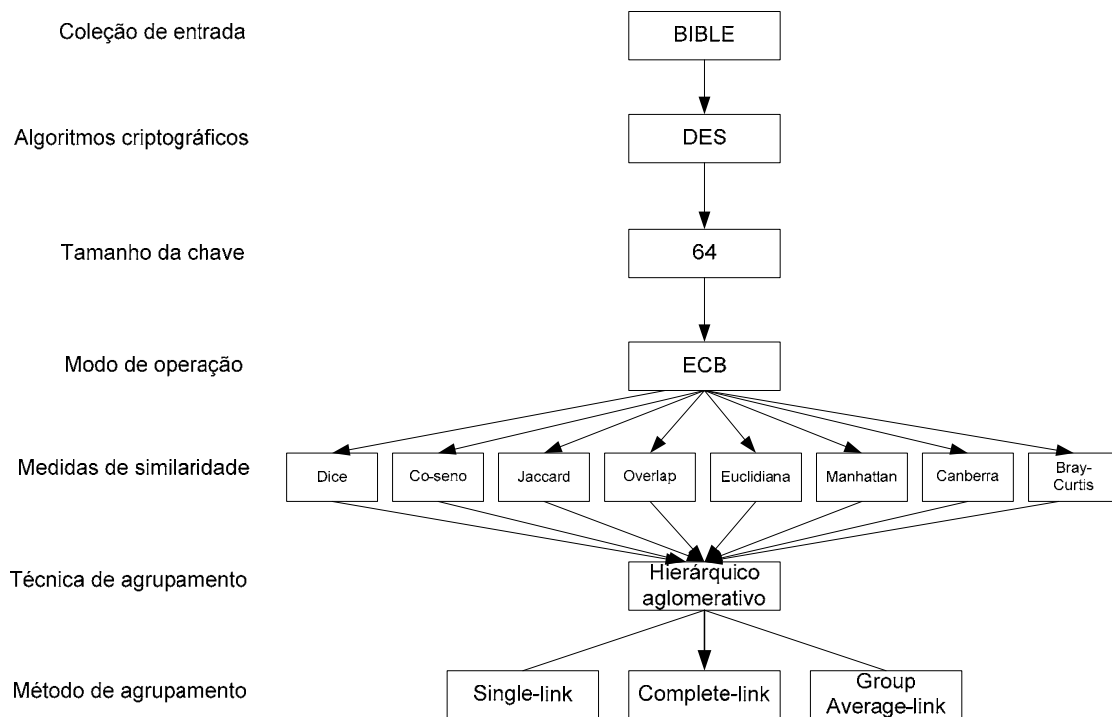 Coleção de entrada
BIBLE
Algoritmos criptográficos
DES
Tamanho da chave
64
Modo de operação
ECB
Medidas de similaridade
Dice
Co-seno
Jaccard
Overlap
Euclidiana
Manhattan
Canberra
Bray-
Curtis
Técnica de agrupamento
Hierárquico
aglomerativo
Método de agrupamento
Single-link
Complete-link
Group
Average-link